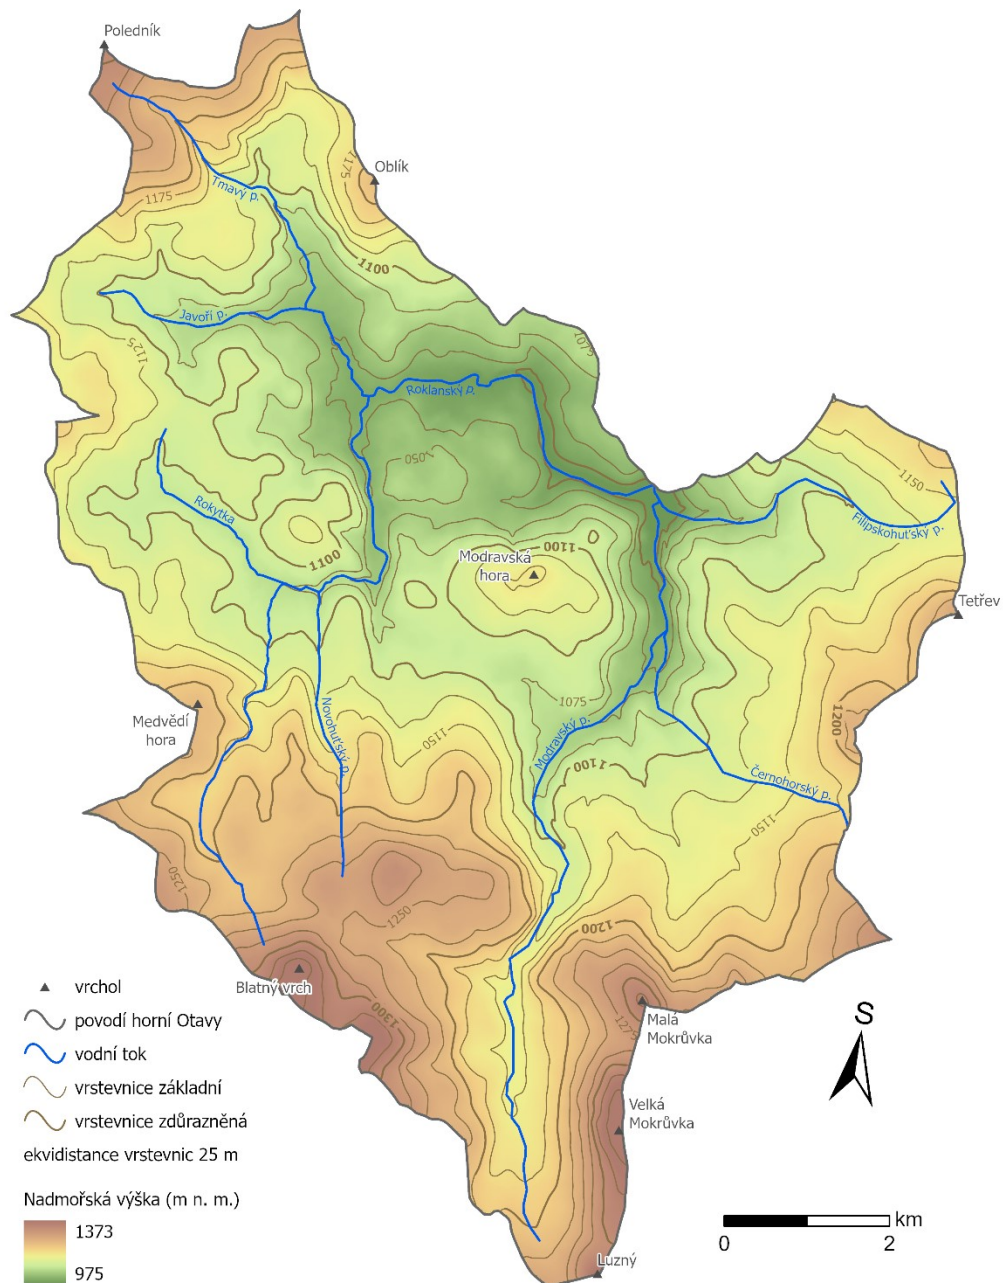 Poledník
Oblík
1175
Tmavý p.
1175
1100
Javoří p.
1125
1075
Roklanský p.
1050
1150
Rokytka
Filipskohuťský p.
1100
1100
Modravská
hora
Tetřev
Medvědí
hora
Novohuťský p.
1150
1075
Modravský p.
1200
1100
Černohorský p.
1150
1250
1250
1200
Blatný vrch
1300
1275
Malá
Mokrůvka
Velká
Mokrůvka
Luzný
S
vrchol
povodí horní Otavy
vodní tok
vrstevnice základní
vrstevnice zdůrazněná
ekvidistance vrstevnic 25 m
Nadmořská výška (m n. m.)
1373
975
km
0 2